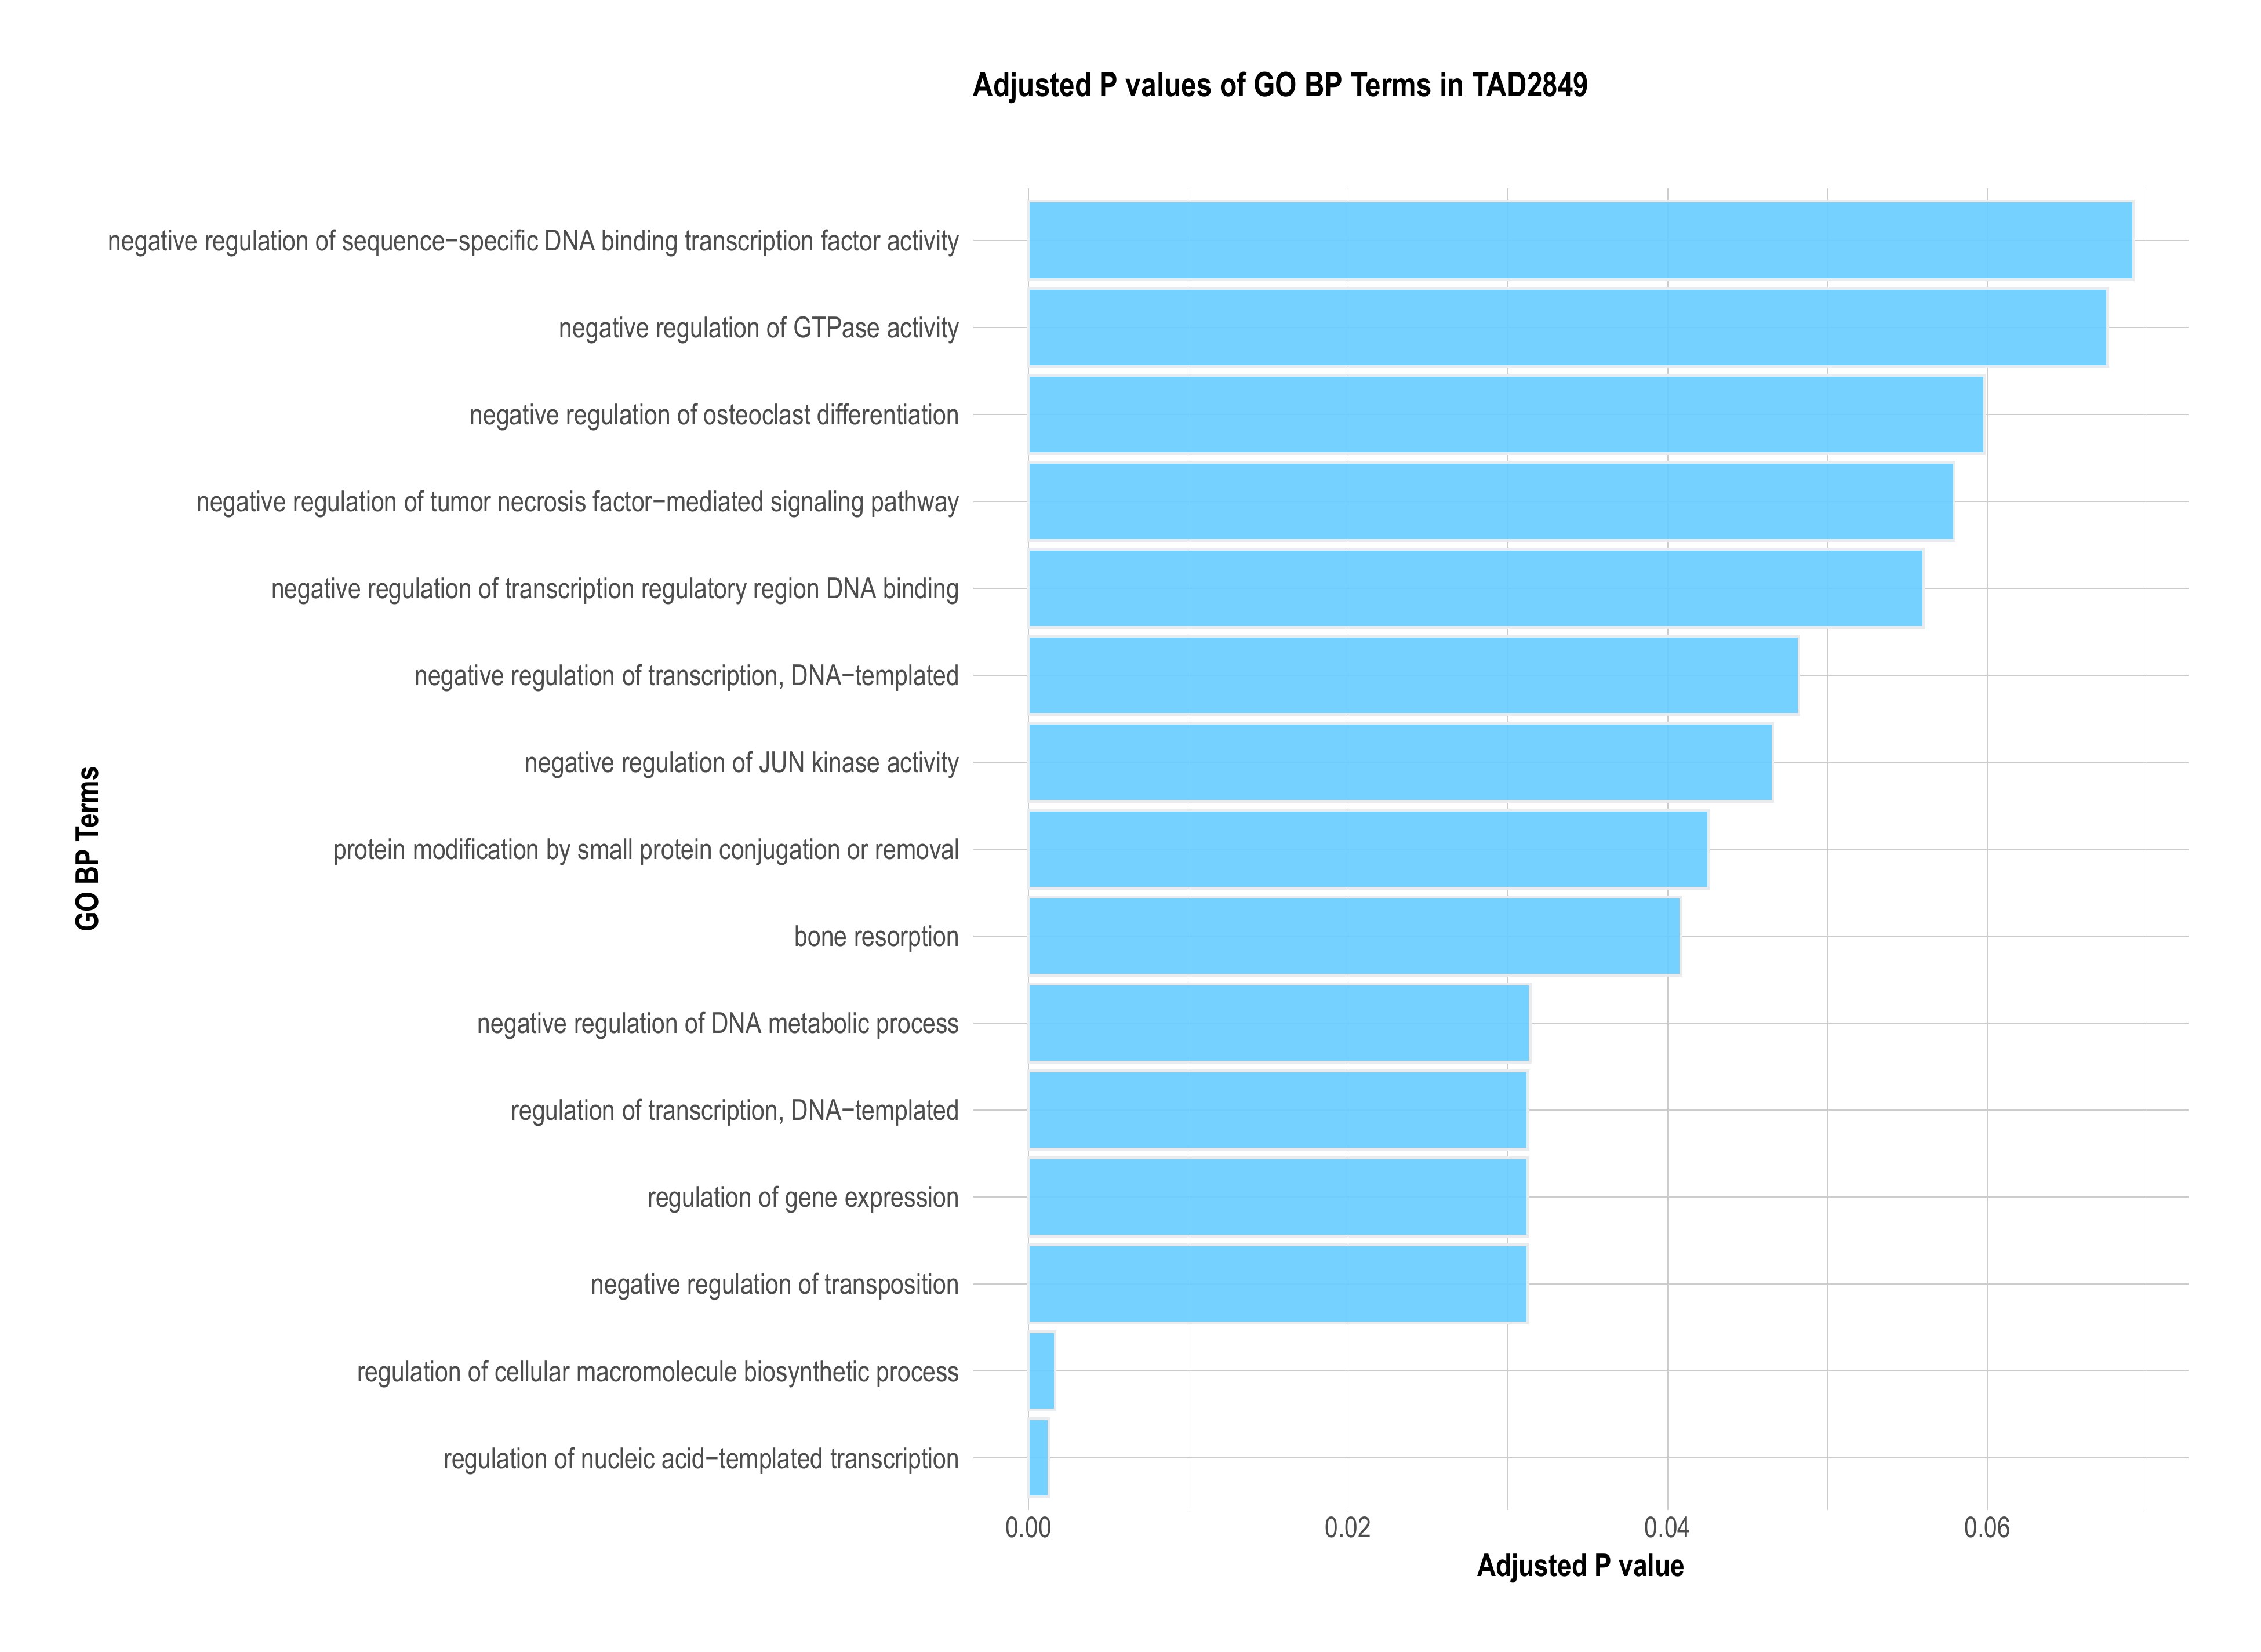 Adjusted P values of GO BP Terms in TAD2849
negative regulation of sequence−specific DNA binding transcription factor activity
negative regulation of GTPase activity
negative regulation of osteoclast differentiation
negative regulation of tumor necrosis factor−mediated signaling pathway
negative regulation of transcription regulatory region DNA binding
negative regulation of transcription, DNA−templated
negative regulation of JUN kinase activity
protein modification by small protein conjugation or removal
bone resorption
negative regulation of DNA metabolic process
regulation of transcription, DNA−templated
regulation of gene expression
negative regulation of transposition
regulation of cellular macromolecule biosynthetic process
regulation of nucleic acid−templated transcription
GO BP Terms
0.00 0.02 0.04 0.06
Adjusted P value